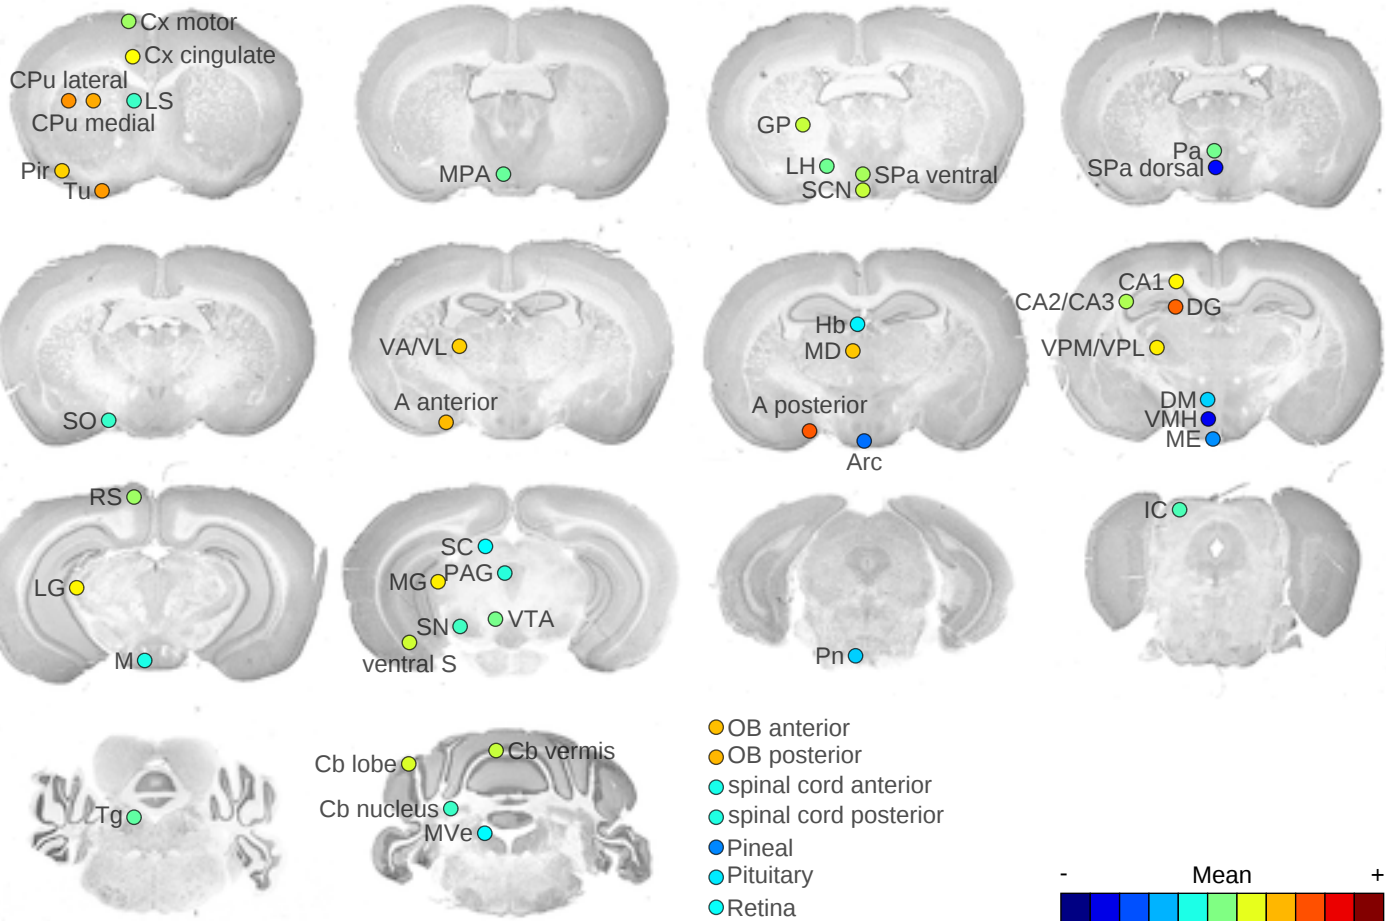 Cx motor
Cx cingulate
CPu lateral
LS
CPu medial
Pir
Tu
MPA
GP
LH
SPa ventral
SCN
Pa
SPa dorsal
SO
VA/VL
A anterior
Hb
MD
A posterior
Arc
CA1
CA2/CA3
DG
VPM/VPL
DM
VMH
ME
RS
LG
M
SC
PAG
MG
VTA
SN
ventral S
Pn
IC
Tg
Cb vermis
Cb lobe
Cb nucleus
MVe
OB anterior
OB posterior
spinal cord anterior
spinal cord posterior
Pineal
Pituitary
Retina
- Mean +